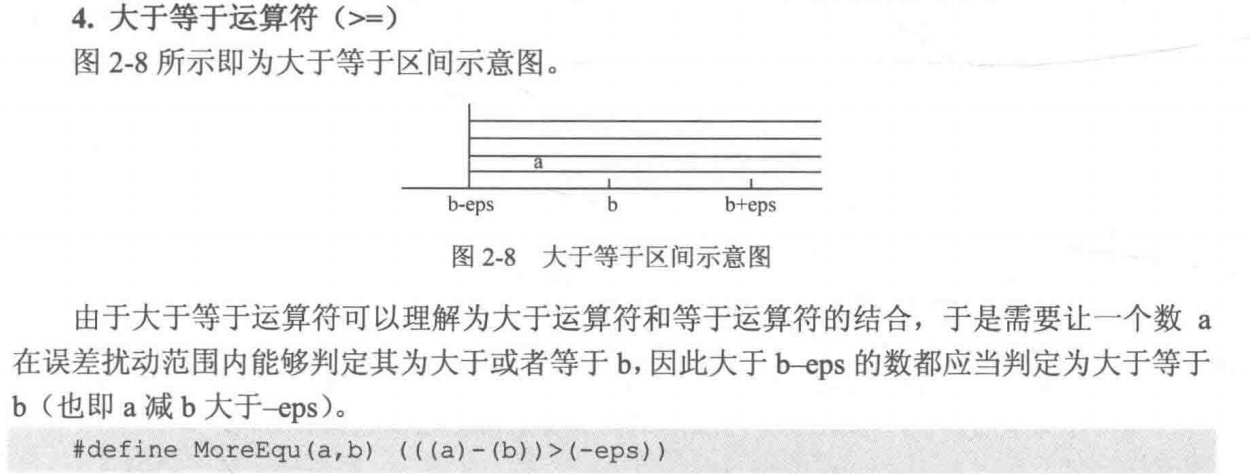 4. 大于等于运算符（>=）
图 2-8 所示即为大于等于区间示意图。
a
b-eps b b+eps
图 2-8 大于等于区间示意图
由于大于等于运算符可以理解为大于运算符和等于运算符的结合，于是需要让一个数 a
在误差扰动范围内能够判定其为大于或者等于 b，因此大于 b–eps 的数都应当判定为大于等于
b（也即 a 减 b 大于–eps）。
#define MoreEqu(a,b) (((a)-(b))>(-eps))